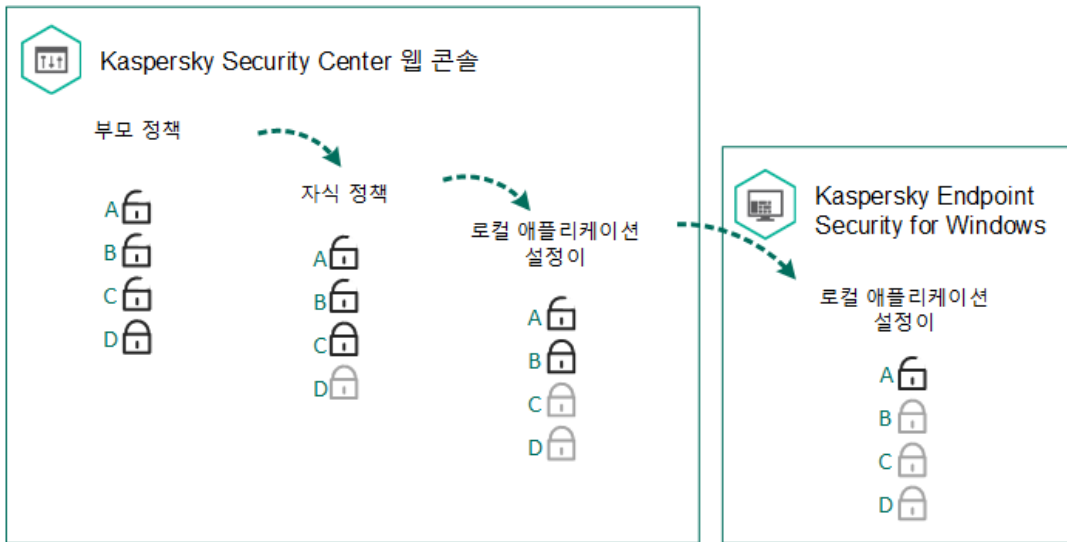 Kaspersky Security Center 웹 콘솔
부모 정책
A
B
C
D
자식 정책
A
B
C
D
로컬 애플리케이션
설정이
A
B
C
D
Kaspersky Endpoint
Security for Windows
로컬 애플리케이션
설정이
A
B
C
D